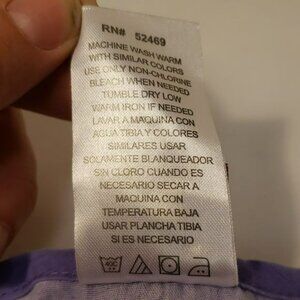 RN# 52469
MACHINE WASH WARM
WITH SIMILAR COLORS
USE ONLY NON-CHLORINE
BLEACH WHEN NEEDED
TUMBLE DRY LOW
WARM IRON IF NEEDED
LAVAR A MAQUINA CON
AGUA TIBIA Y COLORES
SIMILARES USAR
SOLAMENTE BLANQUEADOR
SIN CLORO CUANDO ES
NECESARIO SECAR A
MAQUINA CON
TEMPERATURA BAJA
USAR PLANCHA TIBIA
SI ES NECESARIO